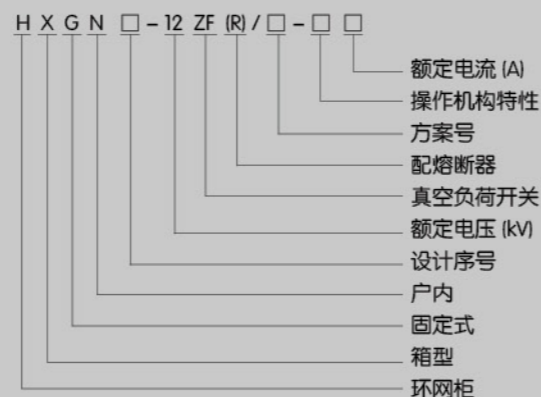 H X G N □ - 12 ZF (R) / □ - □ □
额定电流 (A)
操作机构特性
方案号
配熔断器
真空负荷开关
额定电压 (kV)
设计序号
户内
固定式
箱型
环网柜